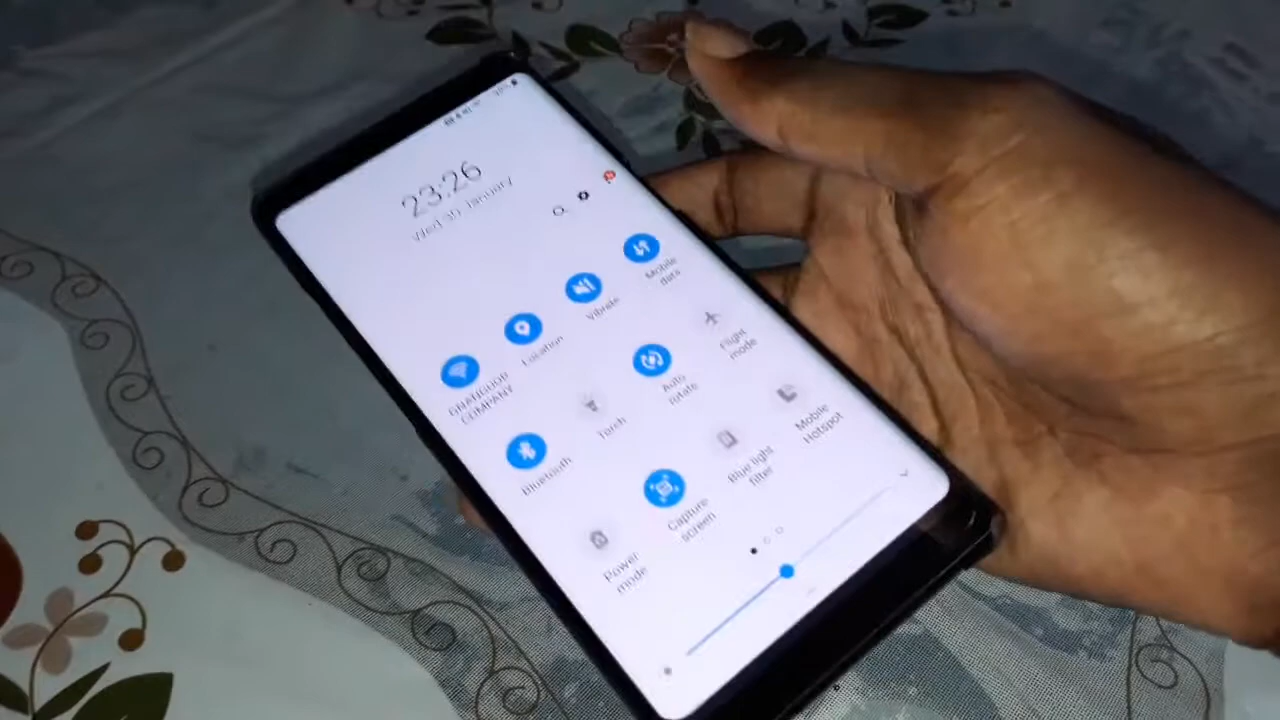 23:26
Wed 30 January
GNANGOOD
COMPANY
Location
Vibrate
Mobile
data
Bluetooth
Torch
Auto
rotate
Flight
mode
Power
mode
Capture
screen
Blue light
filter
Mobile
Hotspot